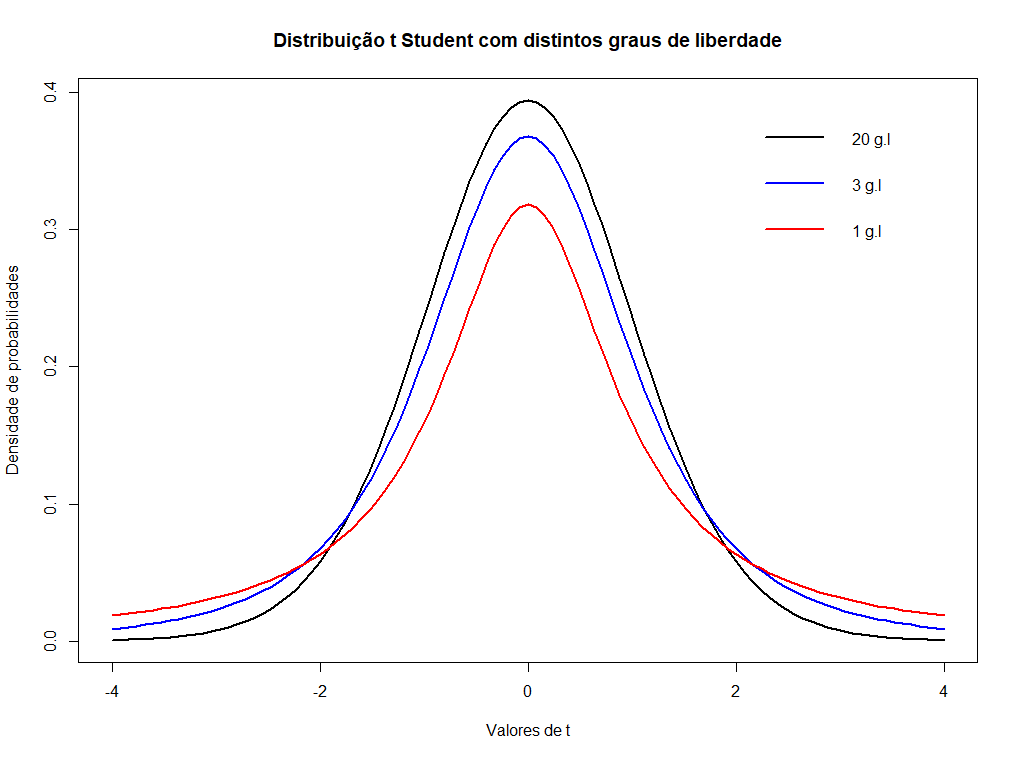 Distribuição t Student com distintos graus de liberdade
20 g.l
3 g.l
1 g.l
Densidade de probabilidades
0.4
0.3
0.2
0.1
0.0
-4
-2
0
2
4
Valores de t